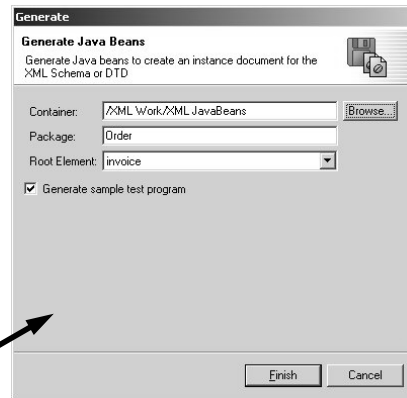 Generate
Generate Java Beans
Generate Java beans to create an instance document for the
XML Schema or DTD
Container: /XML Work/XML JavaBeans Browse...
Package: Order
Root Element: invoice
Generate sample test program
Finish Cancel